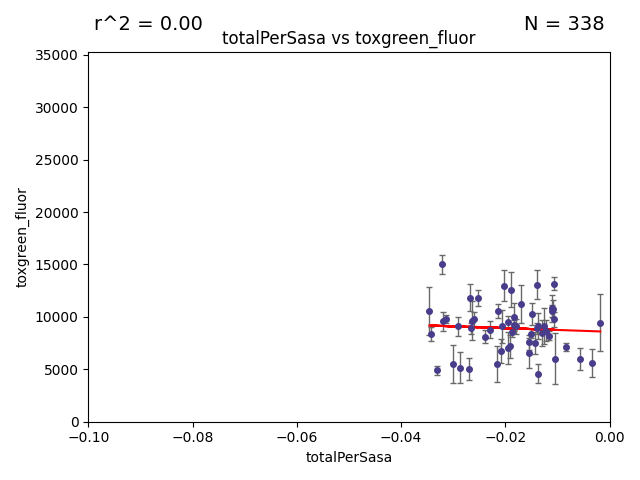 r^2 = 0.00
N = 338
totalPerSasa vs toxgreen_fluor
35000
30000
25000
20000
15000
10000
5000
0
toxgreen_fluor
−0.10
−0.08
−0.06
−0.04
−0.02
0.00
totalPerSasa